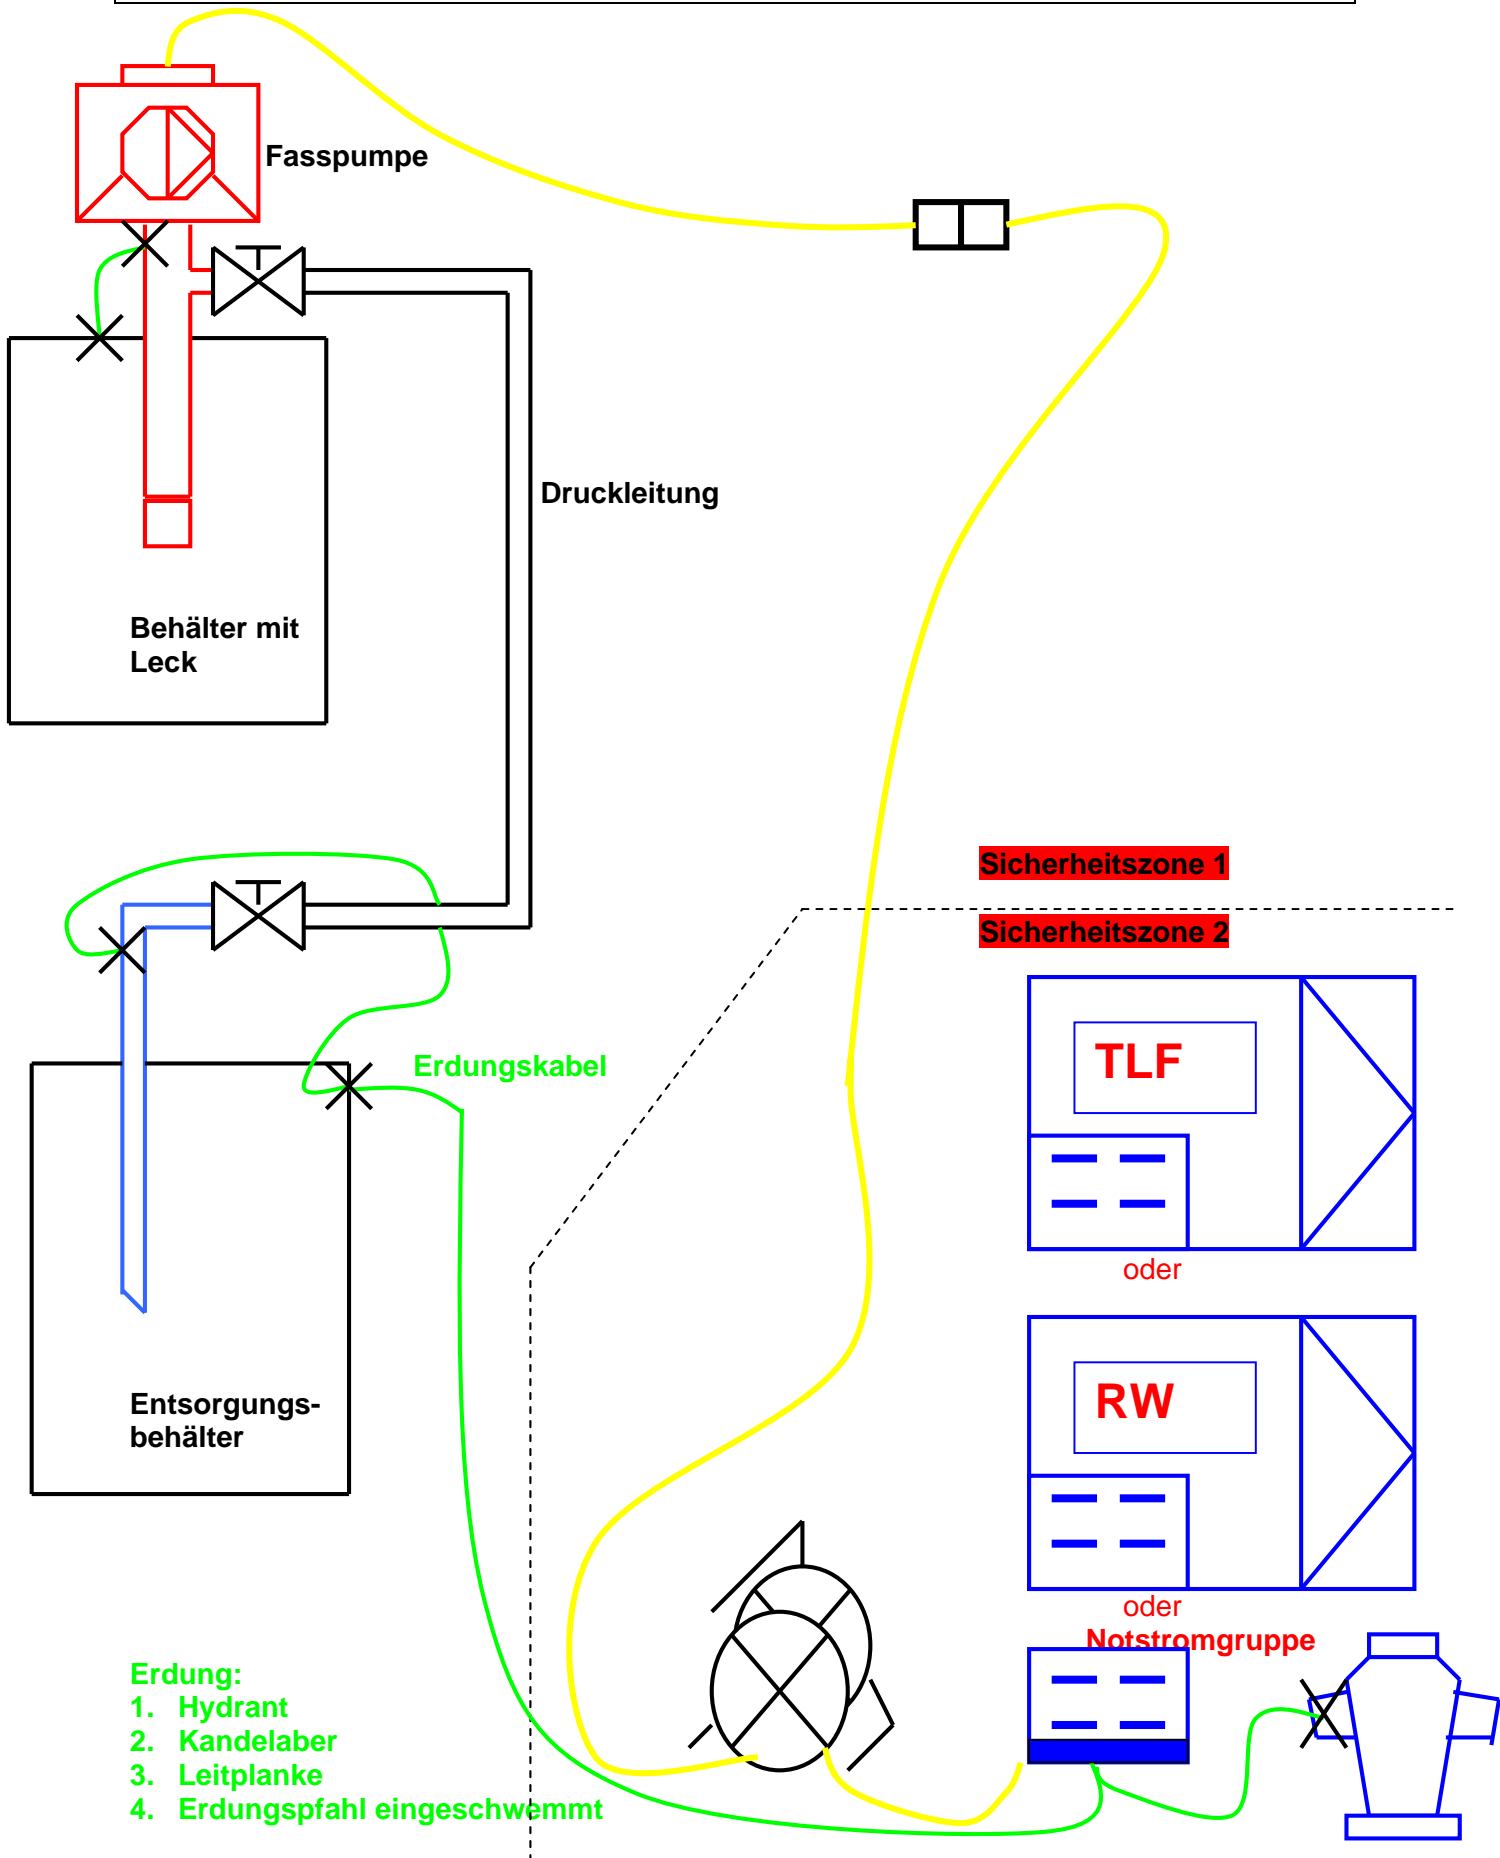 Fasspumpe
Druckleitung
Behälter mit
Leck
Sicherheitszone 1
Sicherheitszone 2
TLF
Erdungskabel
oder
RW
Entsorgungs-
behälter
oder
Notstromgruppe
Erdung:
1. Hydrant
2. Kandelaber
3. Leitplanke
4. Erdungspfahl eingeschwemmt